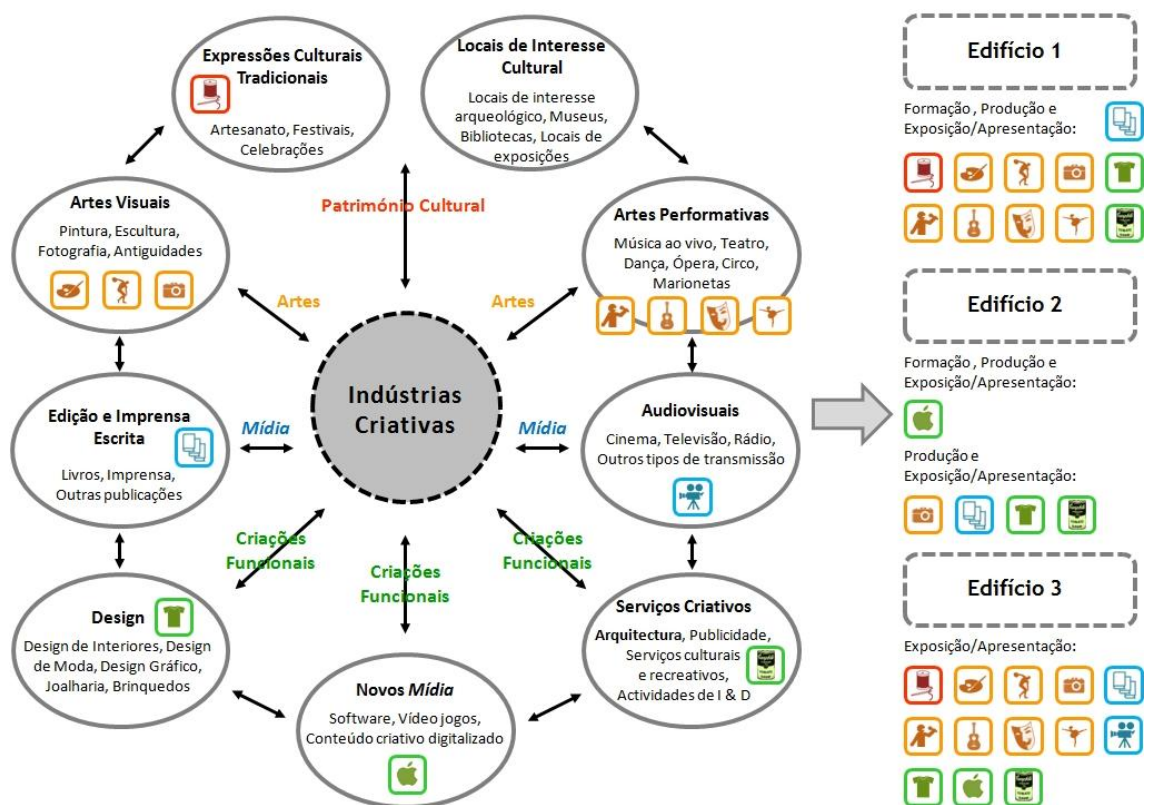 Expressões Culturais
Tradicionais
Artesanato, Festivais,
Celebrações
Locais de Interesse
Cultural
Locais de interesse
arqueológico, Museus,
Bibliotecas, Locais de
exposições
Património Cultural
Artes Visuais
Pintura, Escultura,
Fotografia, Antiguidades
Artes
Artes
Artes Performativas
Música ao vivo, Teatro,
Dança, Ópera, Circo,
Marionetas
Indústrias
Criativas
Edição e Imprensa
Escrita
Livros, Imprensa,
Outras publicações
Mídia
Mídia
Audiovisuais
Cinema, Televisão, Rádio,
Outros tipos de transmissão
Criações
Funcionais
Criações
Funcionais
Criações
Funcionais
Design
Design de Interiores, Design
de Moda, Design Gráfico,
Joalharia, Brinquedos
Novos Mídia
Software, Vídeo jogos,
Conteúdo criativo digitalizado
Serviços Criativos
Arquitectura, Publicidade,
Serviços culturais
e recreativos,
Actividades de I & D
Edifício 1
Formação , Produção e
Exposição/Apresentação:
Edifício 2
Formação , Produção e
Exposição/Apresentação:
Produção e
Exposição/Apresentação:
Edifício 3
Exposição/Apresentação: